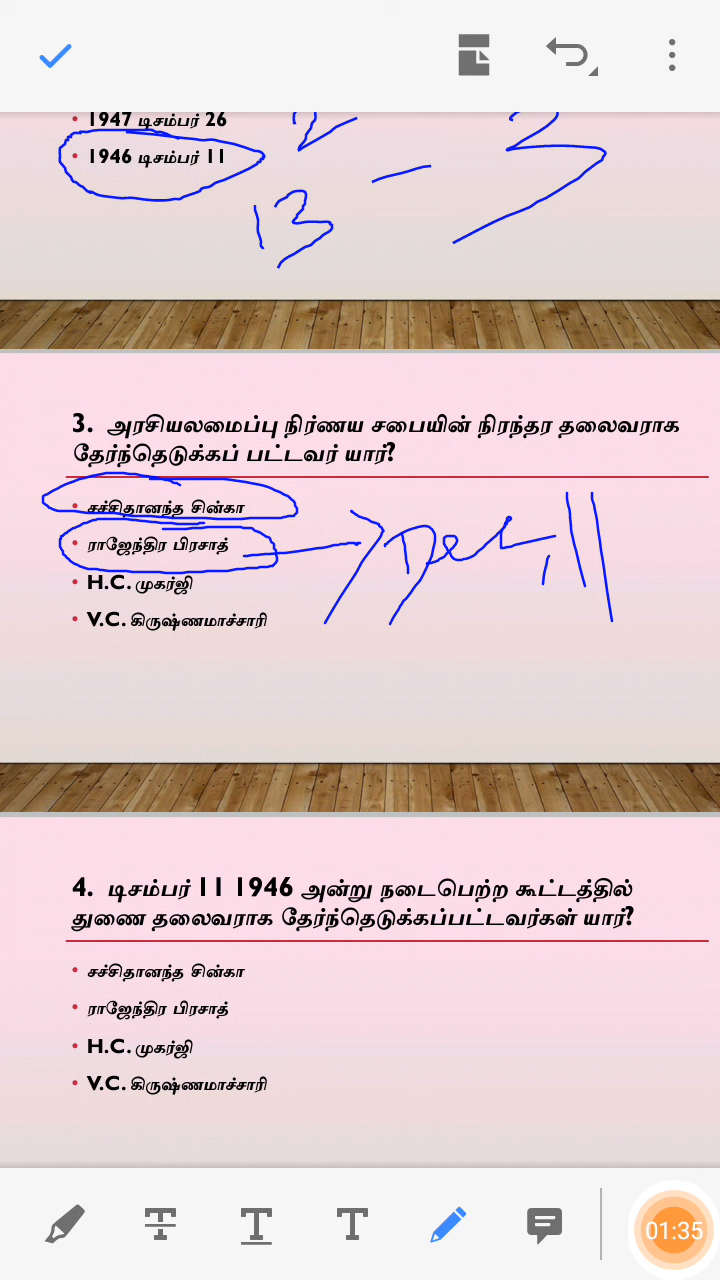 • 1947 டிசம்பர் 26
• 1946 டிசம்பர் 11
13 – 3
3. அரசியலமைப்பு நிர்ணய சபையின் நிரந்தர தலைவராக
தேர்ந்தெடுக்கப் பட்டவர் யார்?
• சச்சிதானந்த சின்கா
• ராஜேந்திர பிரசாத்
• H.C. முகர்ஜி
• V.C. கிருஷ்ணமாச்சாரி
4. டிசம்பர் 11 1946 அன்று நடைபெற்ற கூட்டத்தில்
துணை தலைவராக தேர்ந்தெடுக்கப்பட்டவர்கள் யார்?
• சச்சிதானந்த சின்கா
• ராஜேந்திர பிரசாத்
• H.C. முகர்ஜி
• V.C. கிருஷ்ணமாச்சாரி
T T T
01:35